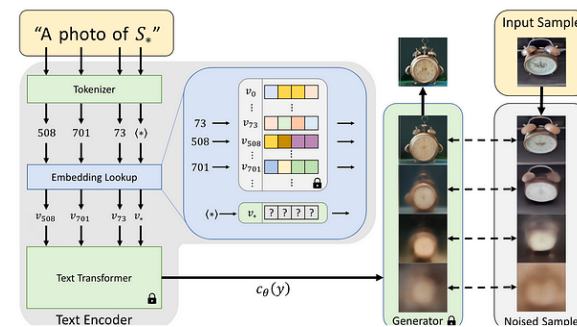 “A photo of S*”
Input Sample
Tokenizer
508 701 73 ⟨*⟩
Embedding Lookup
v508 v701 v73 v*
Text Transformer
Text Encoder
v0
73
v73
508
v508
701
v701
⟨*⟩
v* ? ? ? ?
cθ(y)
Generator
Noised Sample